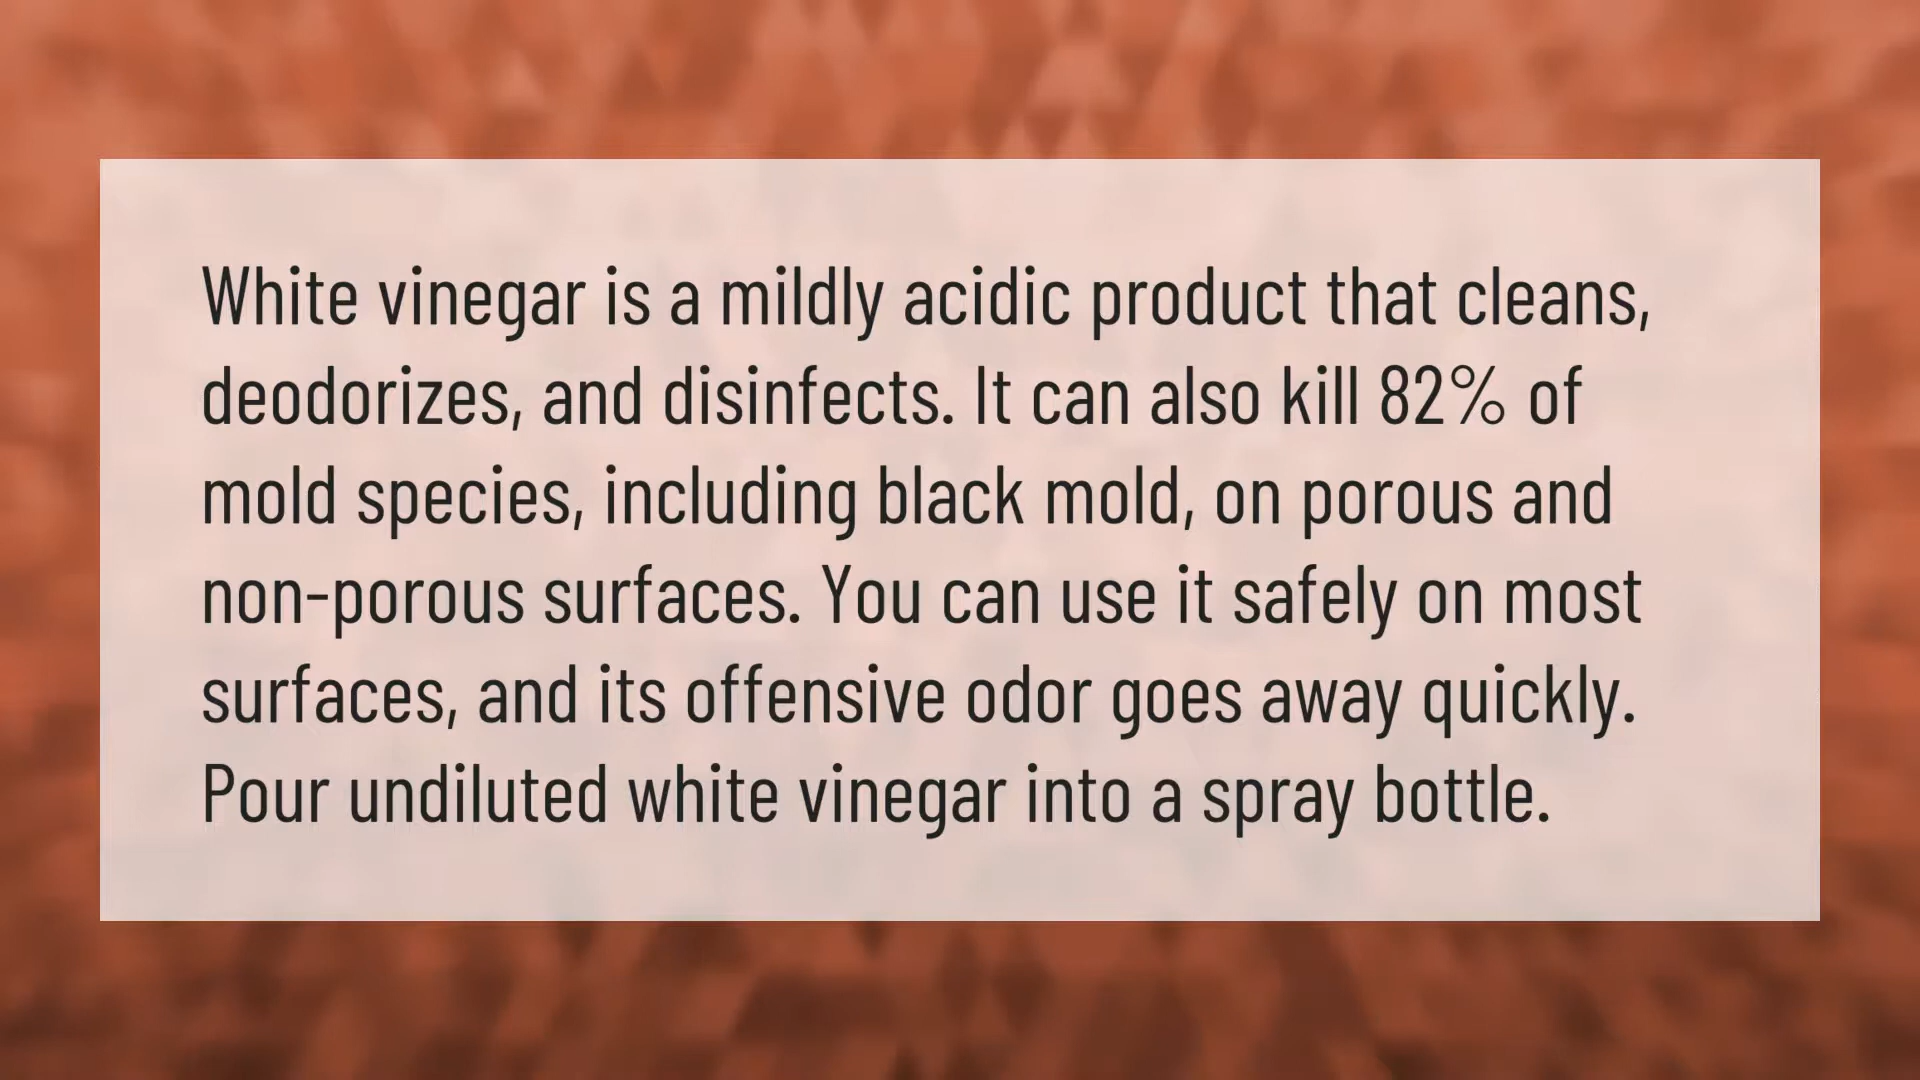 White vinegar is a mildly acidic product that cleans,
deodorizes, and disinfects. It can also kill 82% of
mold species, including black mold, on porous and
non-porous surfaces. You can use it safely on most
surfaces, and its offensive odor goes away quickly.
Pour undiluted white vinegar into a spray bottle.